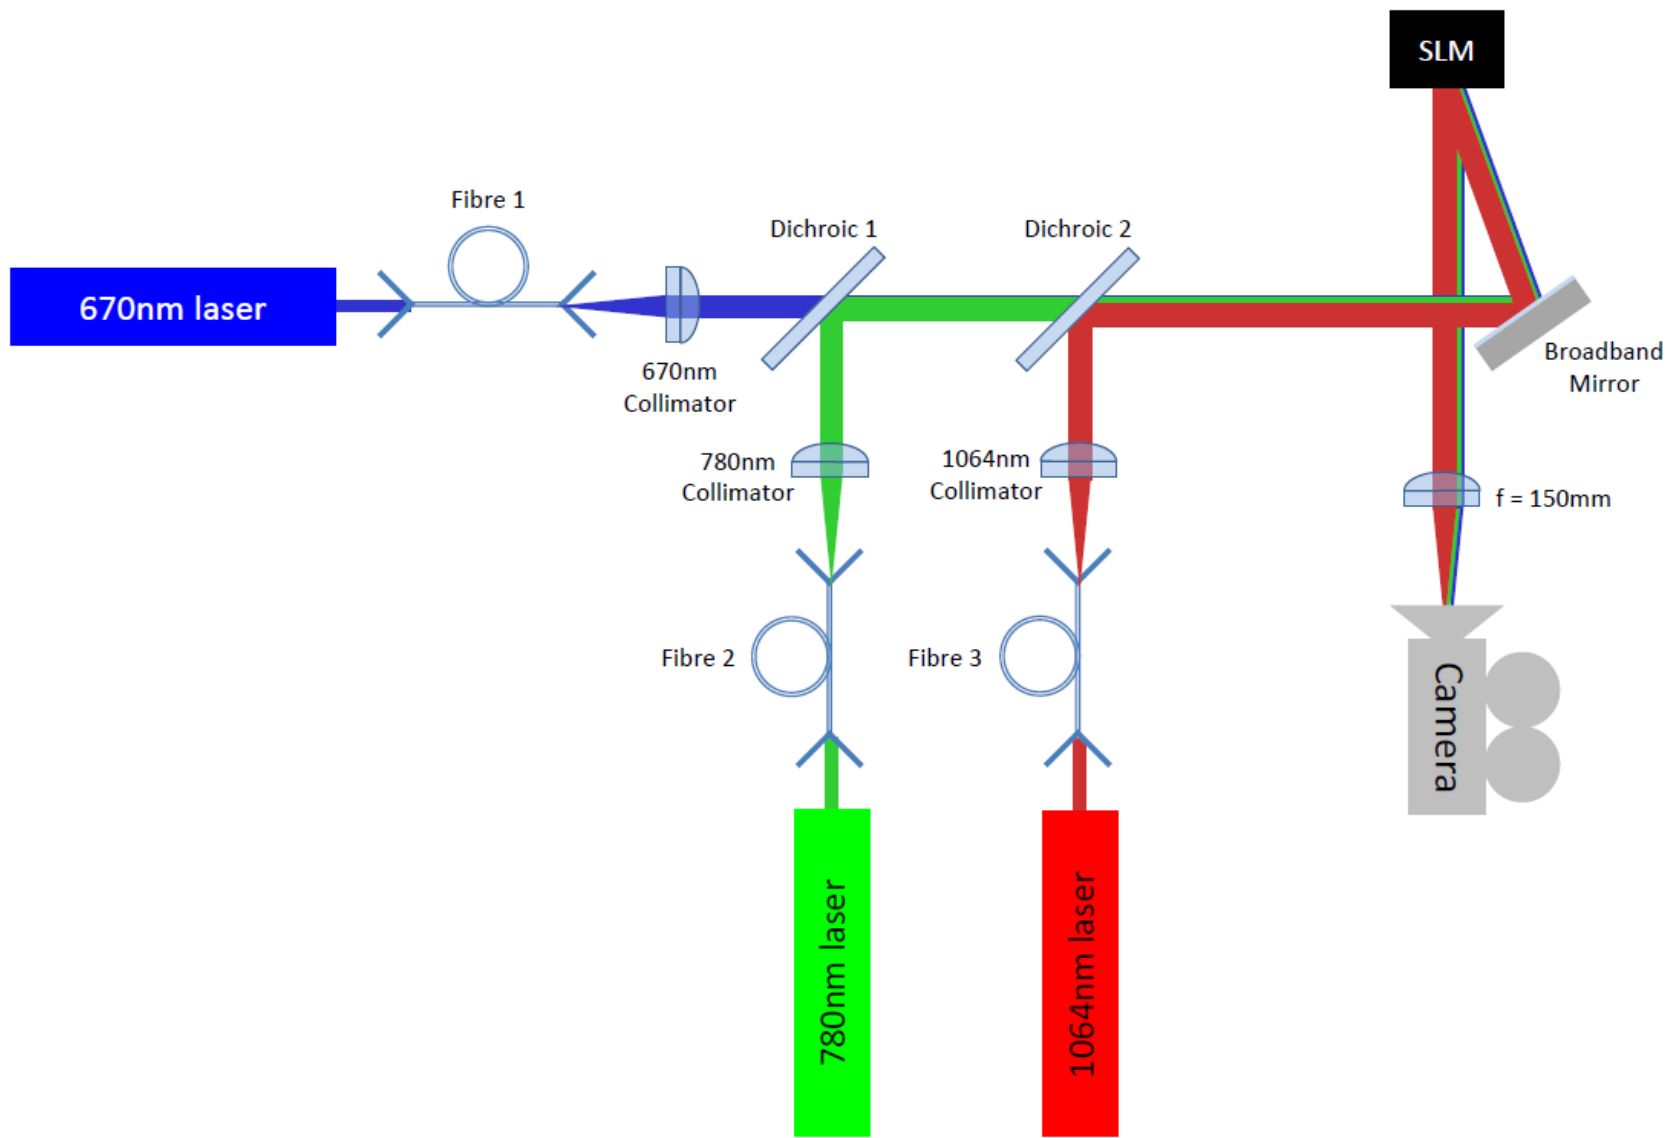 SLM
Fibre 1
Dichroic 1
Dichroic 2
670nm laser
Broadband
Mirror
670nm
Collimator
780nm
Collimator
1064nm
Collimator
f = 150mm
Fibre 2
Fibre 3
Camera
780nm laser
1064nm laser